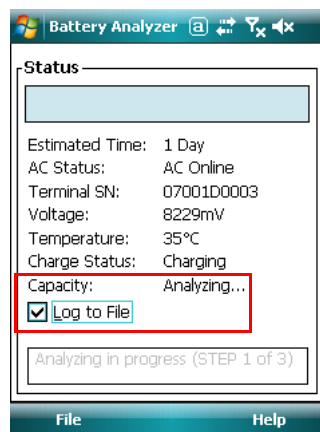 Battery Analyzer a
Status
Estimated Time: 1 Day
AC Status: AC Online
Terminal SN: 07001D0003
Voltage: 8229mV
Temperature: 35°C
Charge Status: Charging
Capacity: Analyzing...
Log to File
Analyzing in progress (STEP 1 of 3)
File Help